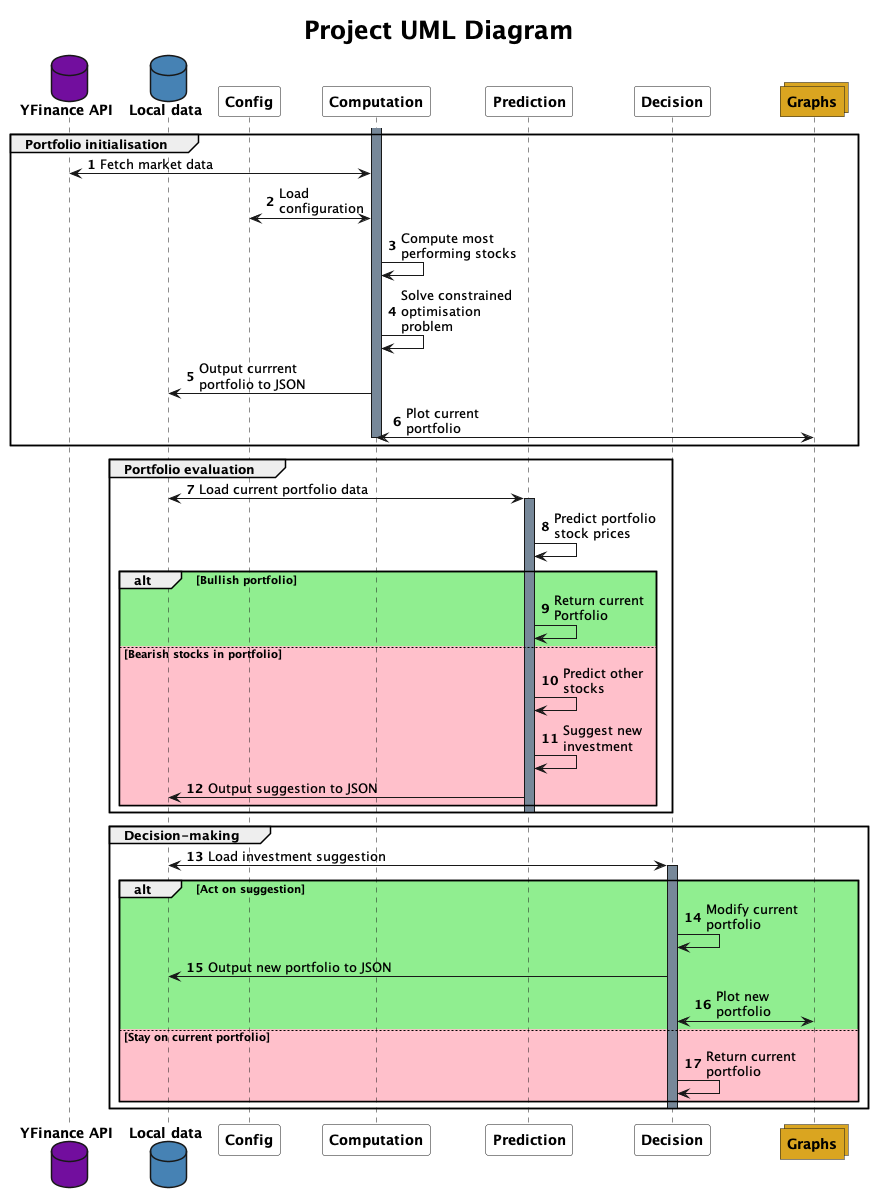 Project UML Diagram
YFinance API
Local data
Config
Computation
Prediction
Decision
Graphs
Portfolio initialisation
1 Fetch market data
2 Load
configuration
3 Compute most
performing stocks
4 Solve constrained
optimisation
problem
5 Output currrent
portfolio to JSON
6 Plot current
portfolio
Portfolio evaluation
7 Load current portfolio data
8 Predict portfolio
stock prices
alt [Bullish portfolio]
9 Return current
Portfolio
[Bearish stocks in portfolio]
10 Predict other
stocks
11 Suggest new
investment
12 Output suggestion to JSON
Decision-making
13 Load investment suggestion
alt [Act on suggestion]
14 Modify current
portfolio
15 Output new portfolio to JSON
16 Plot new
portfolio
[Stay on current portfolio]
17 Return current
portfolio
YFinance API
Local data
Config
Computation
Prediction
Decision
Graphs